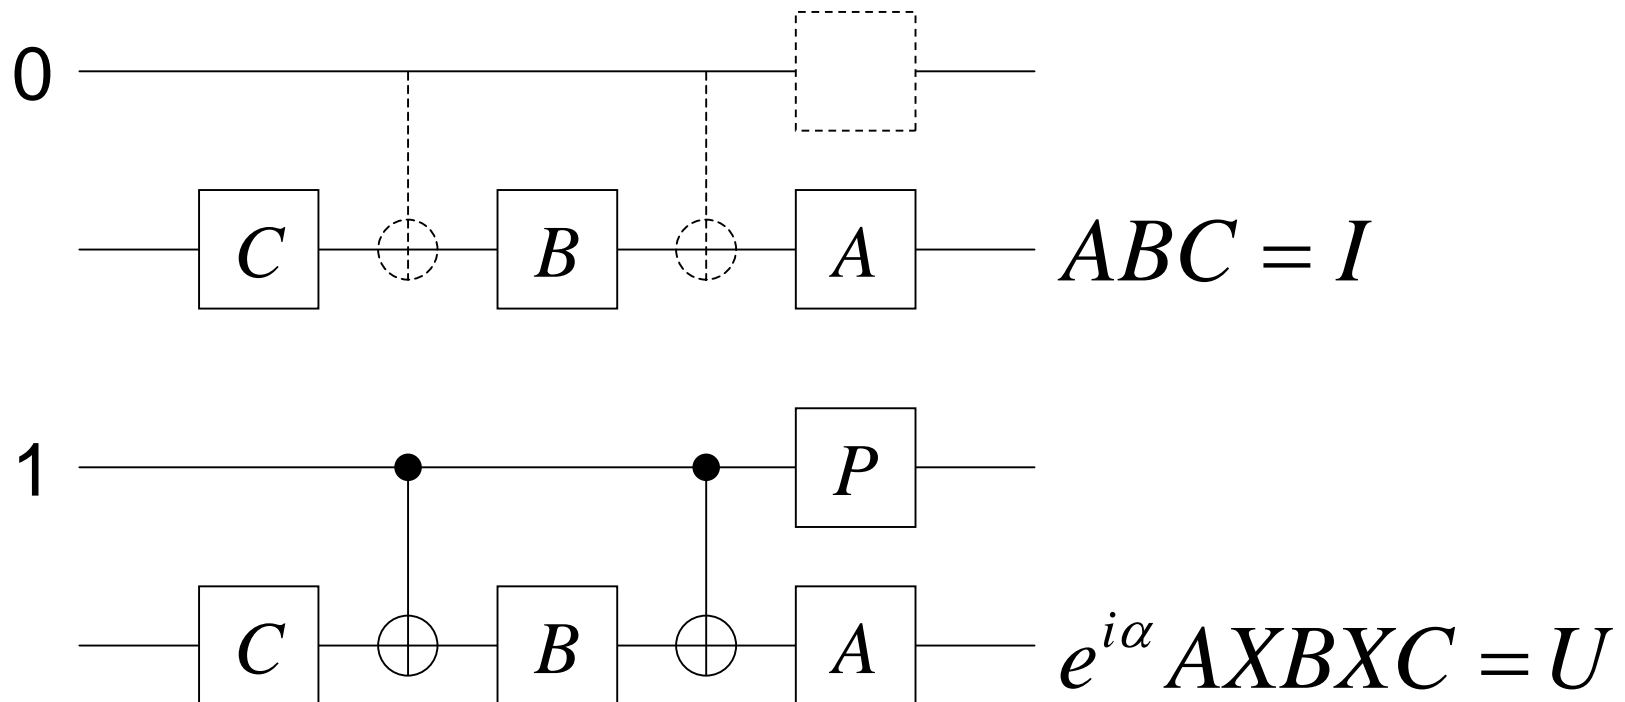 0
C B A ABC = I
1 P
C B A e^{iα} AXBXC = U